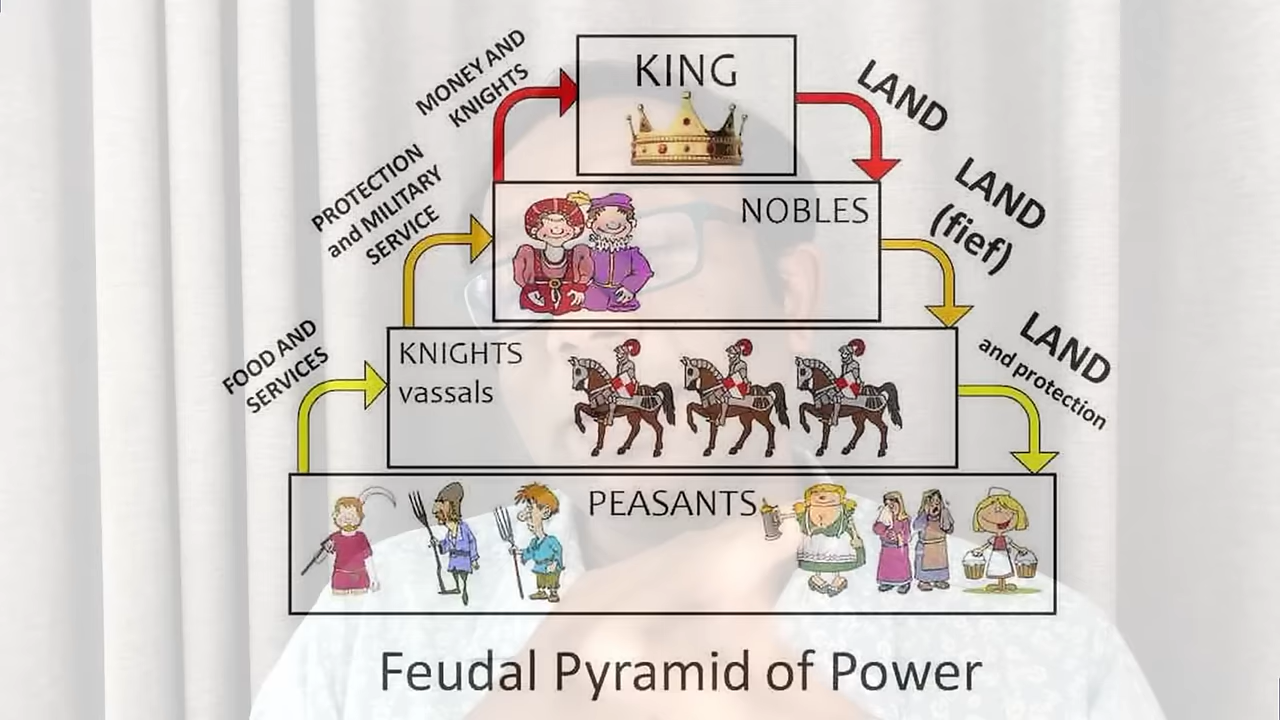 KING
MONEY AND
KNIGHTS
LAND
NOBLES
PROTECTION
and MILITARY
SERVICE
LAND
(fief)
KNIGHTS
vassals
FOOD AND
SERVICES
LAND
and protection
PEASANTS
Feudal Pyramid of Power